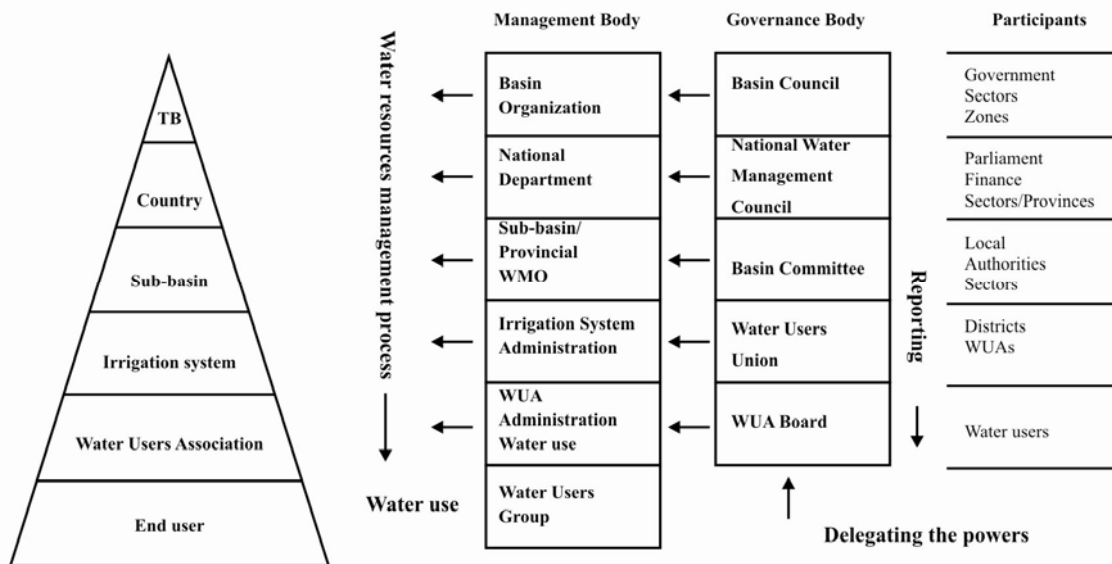 Management Body
Governance Body
Participants
TB
Country
Sub-basin
Irrigation system
Water Users Association
End user
Water resources management process
Water use
Basin
Organization
National
Department
Sub-basin/
Provincial
WMO
Irrigation System
Administration
WUA
Administration
Water use
Water Users
Group
Basin Council
National Water
Management
Council
Basin Committee
Water Users
Union
WUA Board
Reporting
Delegating the powers
Government
Sectors
Zones
Parliament
Finance
Sectors/Provinces
Local
Authorities
Sectors
Districts
WUAs
Water users